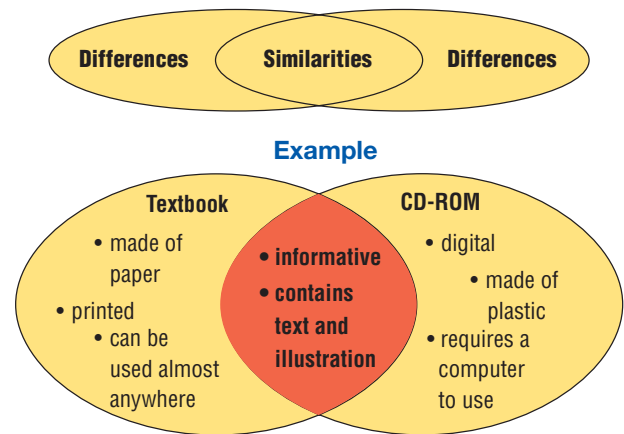 Differences Similarities Differences
Example
Textbook
• made of
paper
• printed
• can be
used almost
anywhere
• informative
• contains
text and
illustration
CD-ROM
• digital
• made of
plastic
• requires a
computer
to use